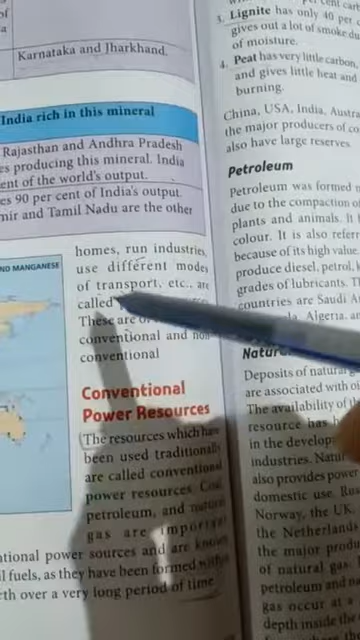 of
a
Karnataka and Jharkhand.
India rich in this mineral
Rajasthan and Andhra Pradesh
es producing this mineral. India
ent of the world's output.
es 90 per cent of India's output.
mir and Tamil Nadu are the other
ND MANGANESE
homes, run industries,
use different modes
of transport, etc., are
called
These are
conventional and non-
conventional
Conventional
Power Resources
The resources which have
been used traditionally
are called conventional
power resources. Coal,
petroleum, and natural
gas are important
ntional power sources and are known
l fuels, as they have been formed
rth over a very long period of time
3. Lignite has only 40 per
gives out a lot of smoke du
of moisture.
4. Peat has very little carbon,
and gives little heat and
burning.
China, USA, India, Austra
the major producers of co
also have large reserves.
Petroleum
Petroleum was formed
due to the compaction of
plants and animals. It
colour. It is also refer
because of its high value.
produce diesel, petrol,
grades of lubricants. Th
countries are Saudi A
Algeria, a
Natur
Deposits of natural g
are associated with oi
The availability of th
resource has
in the develop
industries. Natur
also provides power
domestic use. Rus
Norway, the UK,
the Netherland
the major produ
of natural gas. I
petroleum and na
gas occur at a
depth inside the